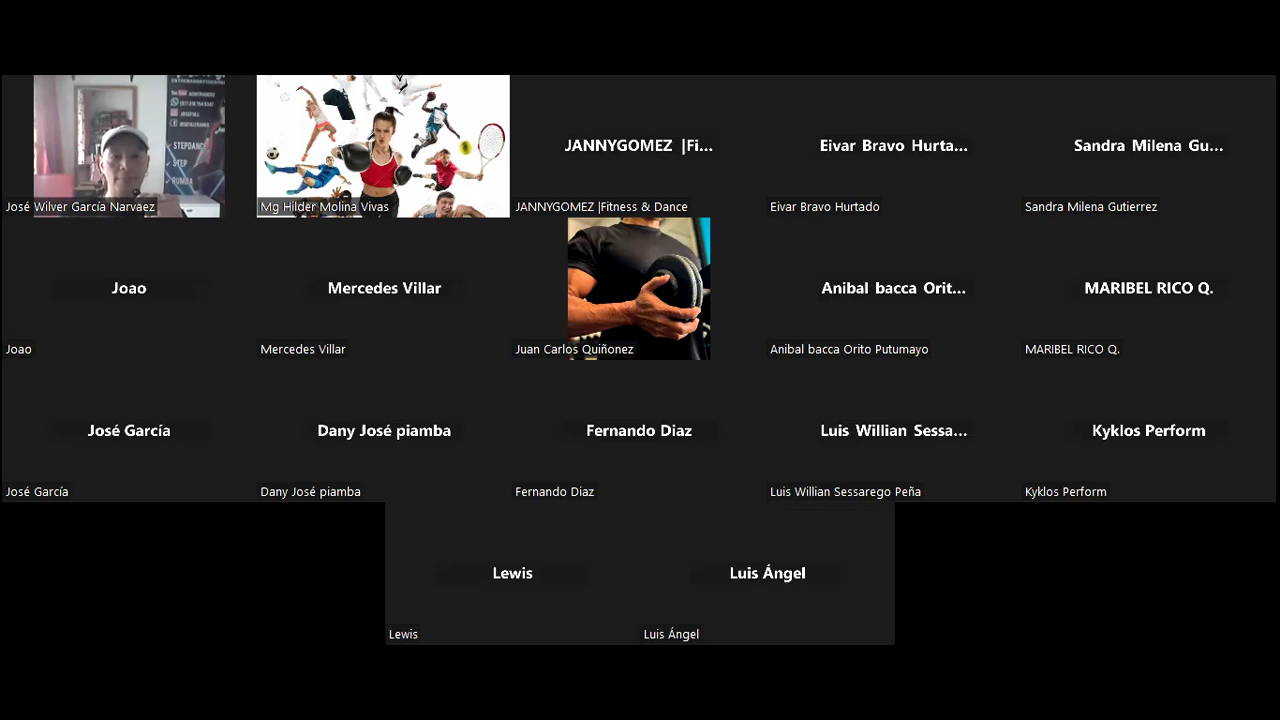 STEPDANCE
STEP
RUMBA
José Wilver García Narvaez
Mg Hilder Molina Vivas
JANNYGOMEZ |Fi...
JANNYGOMEZ |Fitness & Dance
Eivar Bravo Hurta...
Eivar Bravo Hurtado
Sandra Milena Gu...
Sandra Milena Gutierrez
Joao
Joao
Mercedes Villar
Mercedes Villar
Juan Carlos Quiñonez
Anibal bacca Orit...
Anibal bacca Orito Putumayo
MARIBEL RICO Q.
MARIBEL RICO Q.
José García
José García
Dany José piamba
Dany José piamba
Fernando Diaz
Fernando Diaz
Luis Willian Sessa...
Luis Willian Sessarego Peña
Kyklos Perform
Kyklos Perform
Lewis
Lewis
Luis Ángel
Luis Ángel